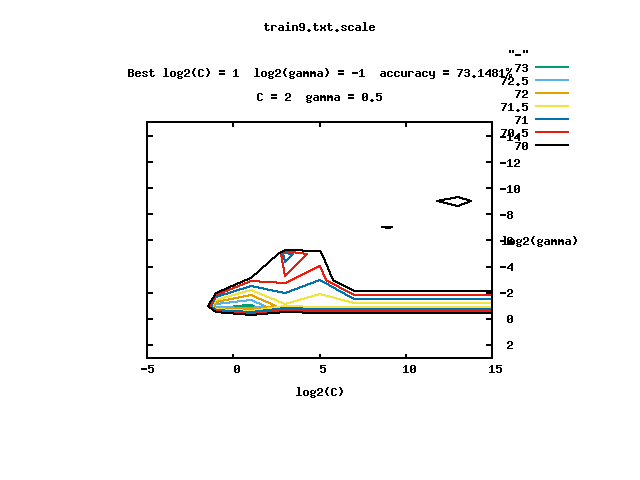 train9.txt.scale
"-"
Best log2(C) = 1  log2(gamma) = -1  accuracy = 73.1481%
73
72.5
C = 2  gamma = 0.5
72
71.5
71
70.5
70
-14
-12
-10
-8
-6
log2(gamma)
-4
-2
0
2
-5 0 5 10 15
log2(C)